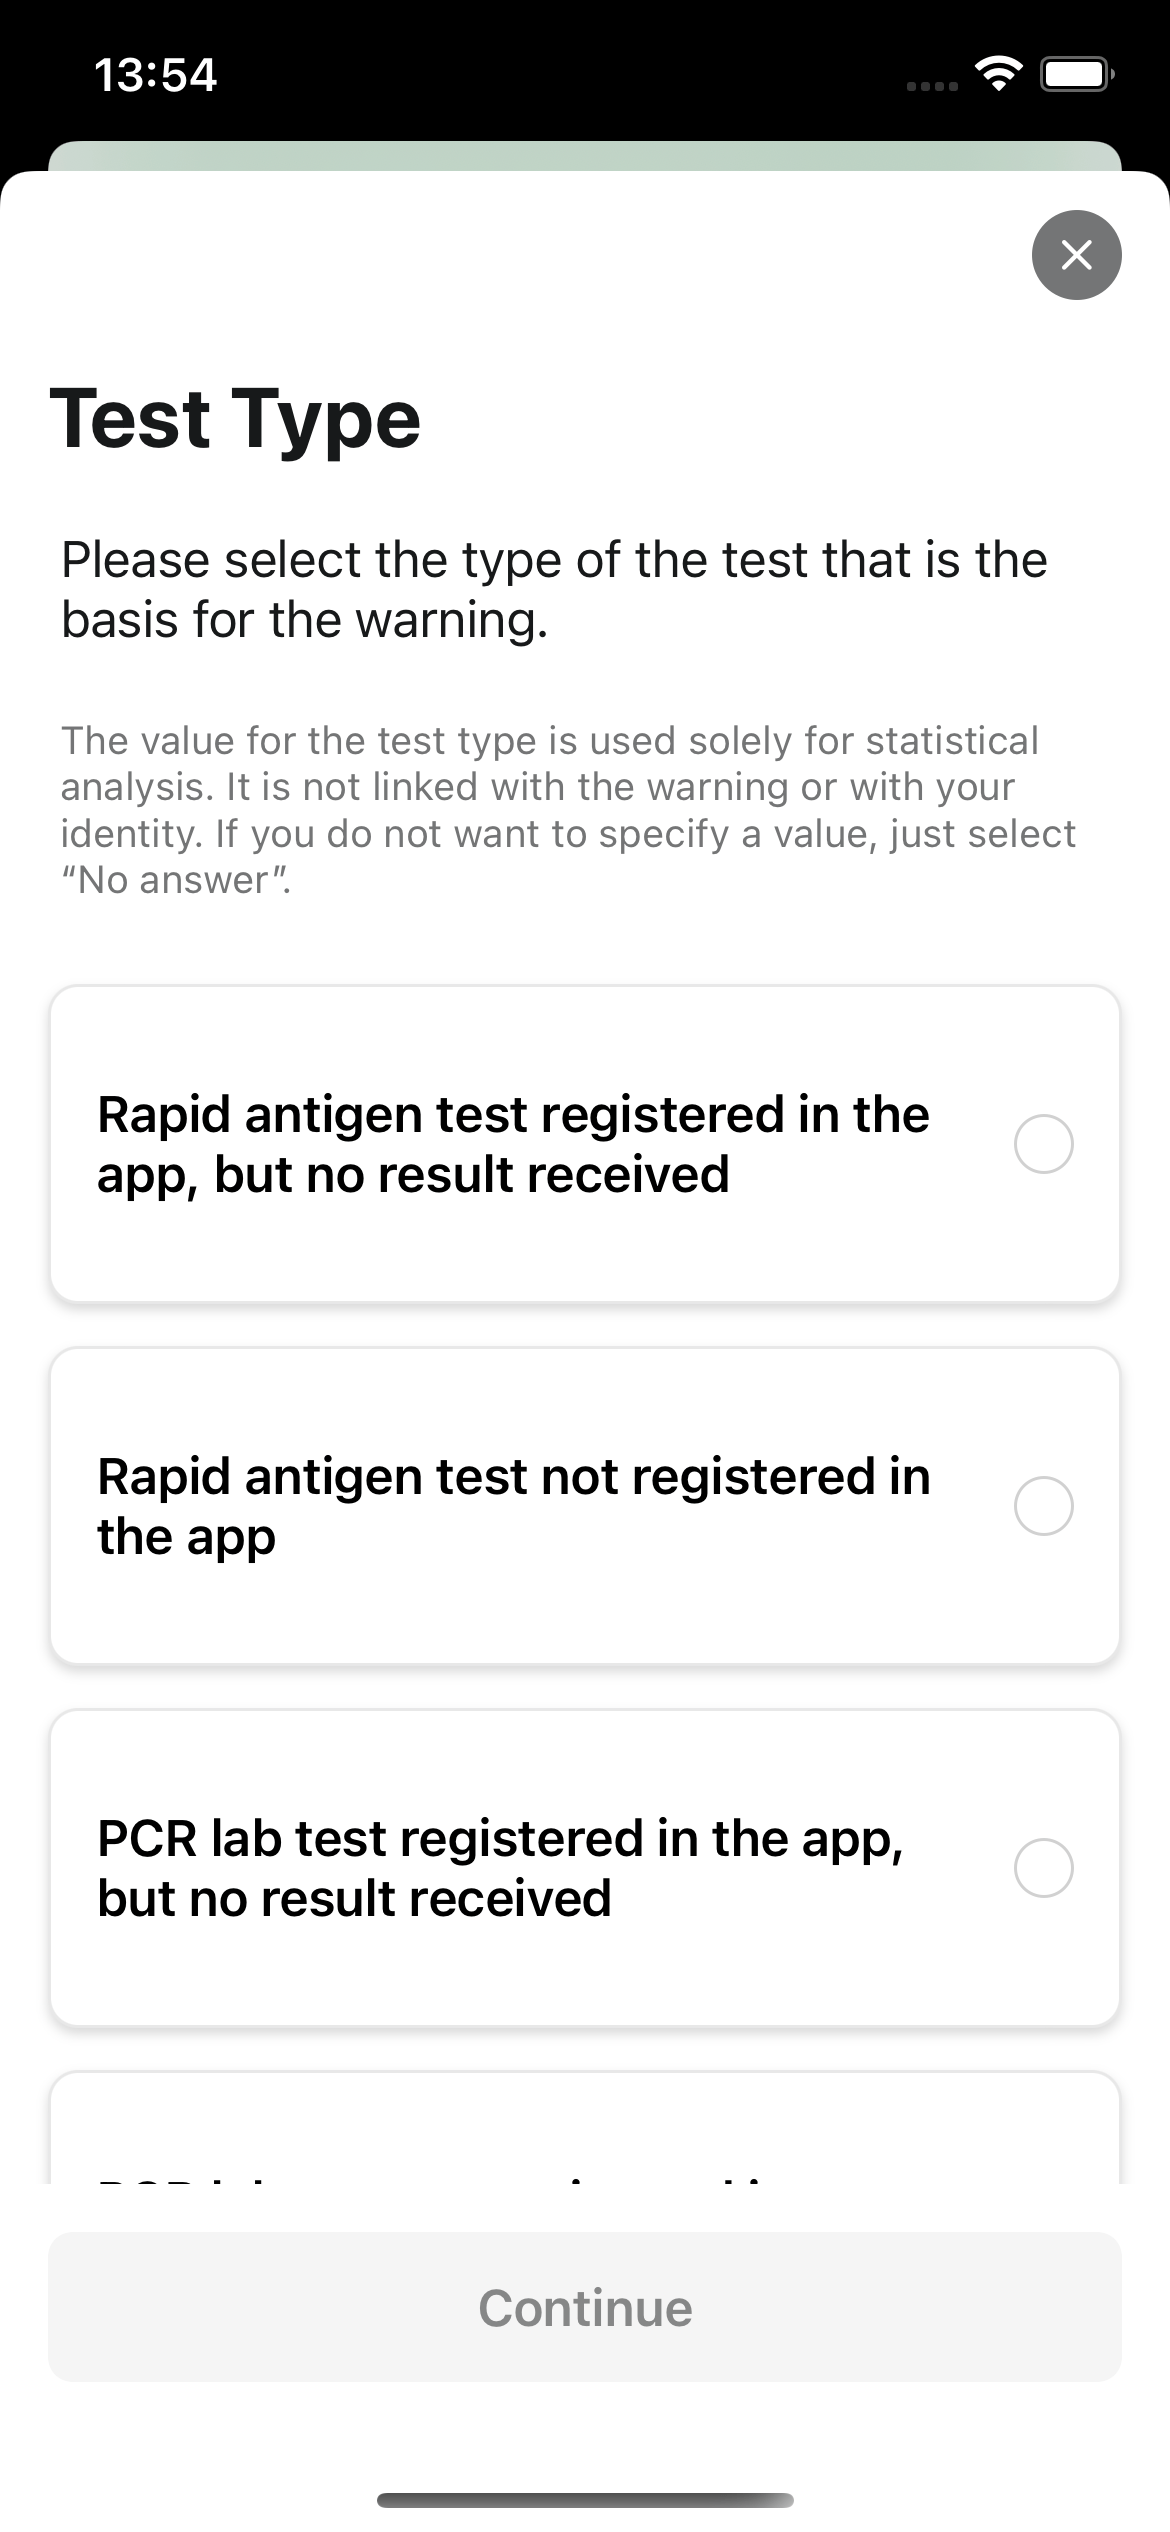 13:54
Test Type
Please select the type of the test that is the
basis for the warning.
The value for the test type is used solely for statistical
analysis. It is not linked with the warning or with your
identity. If you do not want to specify a value, just select
“No answer”.
Rapid antigen test registered in the
app, but no result received
Rapid antigen test not registered in
the app
PCR lab test registered in the app,
but no result received
Continue